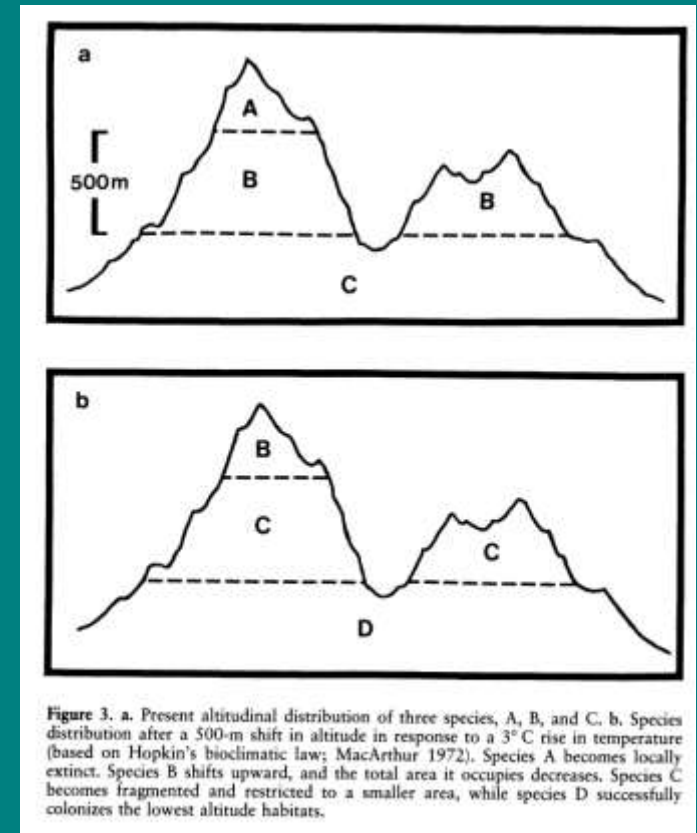 a
A
500m
B
B
C
b
B
C
C
D
Figure 3. a. Present altitudinal distribution of three species, A, B, and C. b. Species
distribution after a 500-m shift in altitude in response to a 3° C rise in temperature
(based on Hopkin's bioclimatic law; MacArthur 1972). Species A becomes locally
extinct. Species B shifts upward, and the total area it occupies decreases. Species C
becomes fragmented and restricted to a smaller area, while species D successfully
colonizes the lowest altitude habitats.